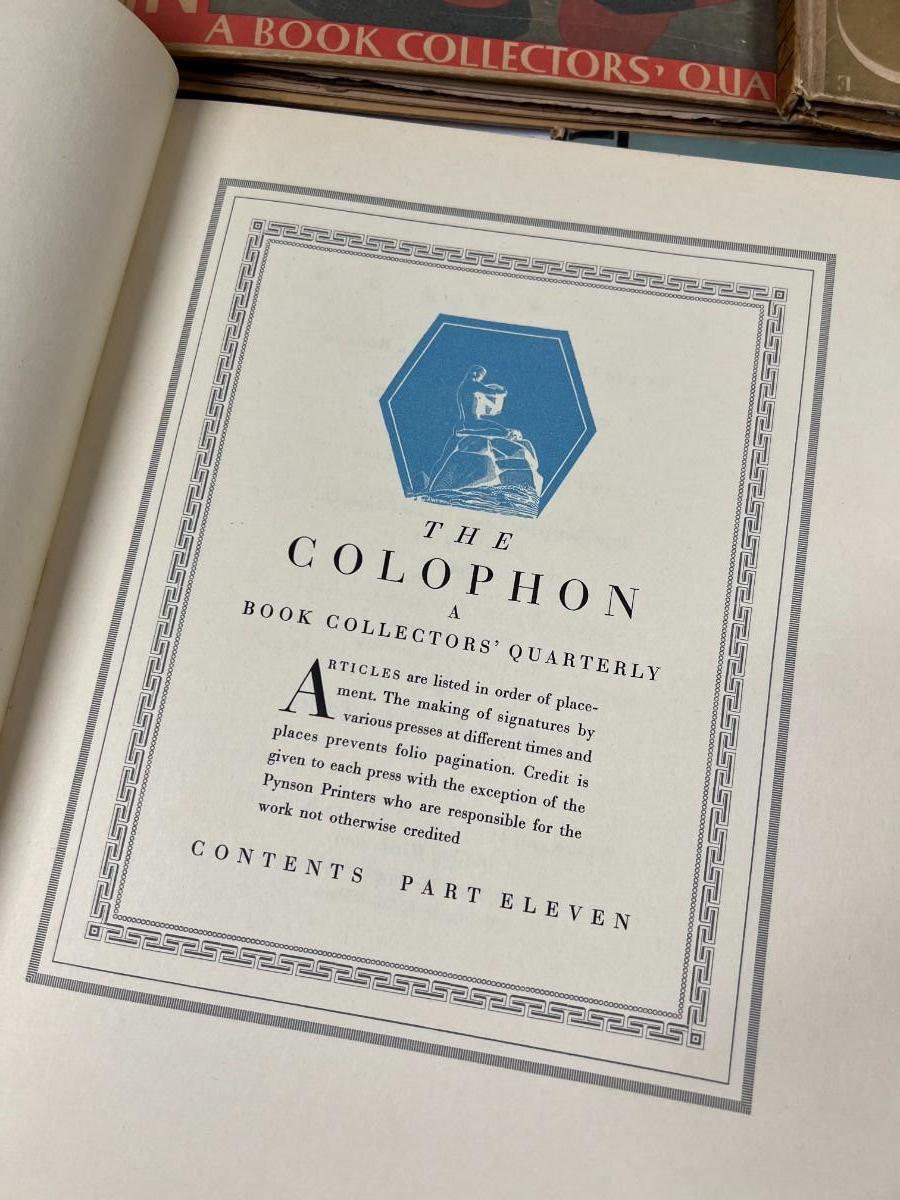 A BOOK COLLECTORS' QUA
THE
COLOPHON
A
BOOK COLLECTORS' QUARTERLY
ARTICLES are listed in order of place-
ment. The making of signatures by
various presses at different times and
places prevents folio pagination. Credit is
given to each press with the exception of the
Pynson Printers who are responsible for the
work not otherwise credited
CONTENTS PART ELEVEN